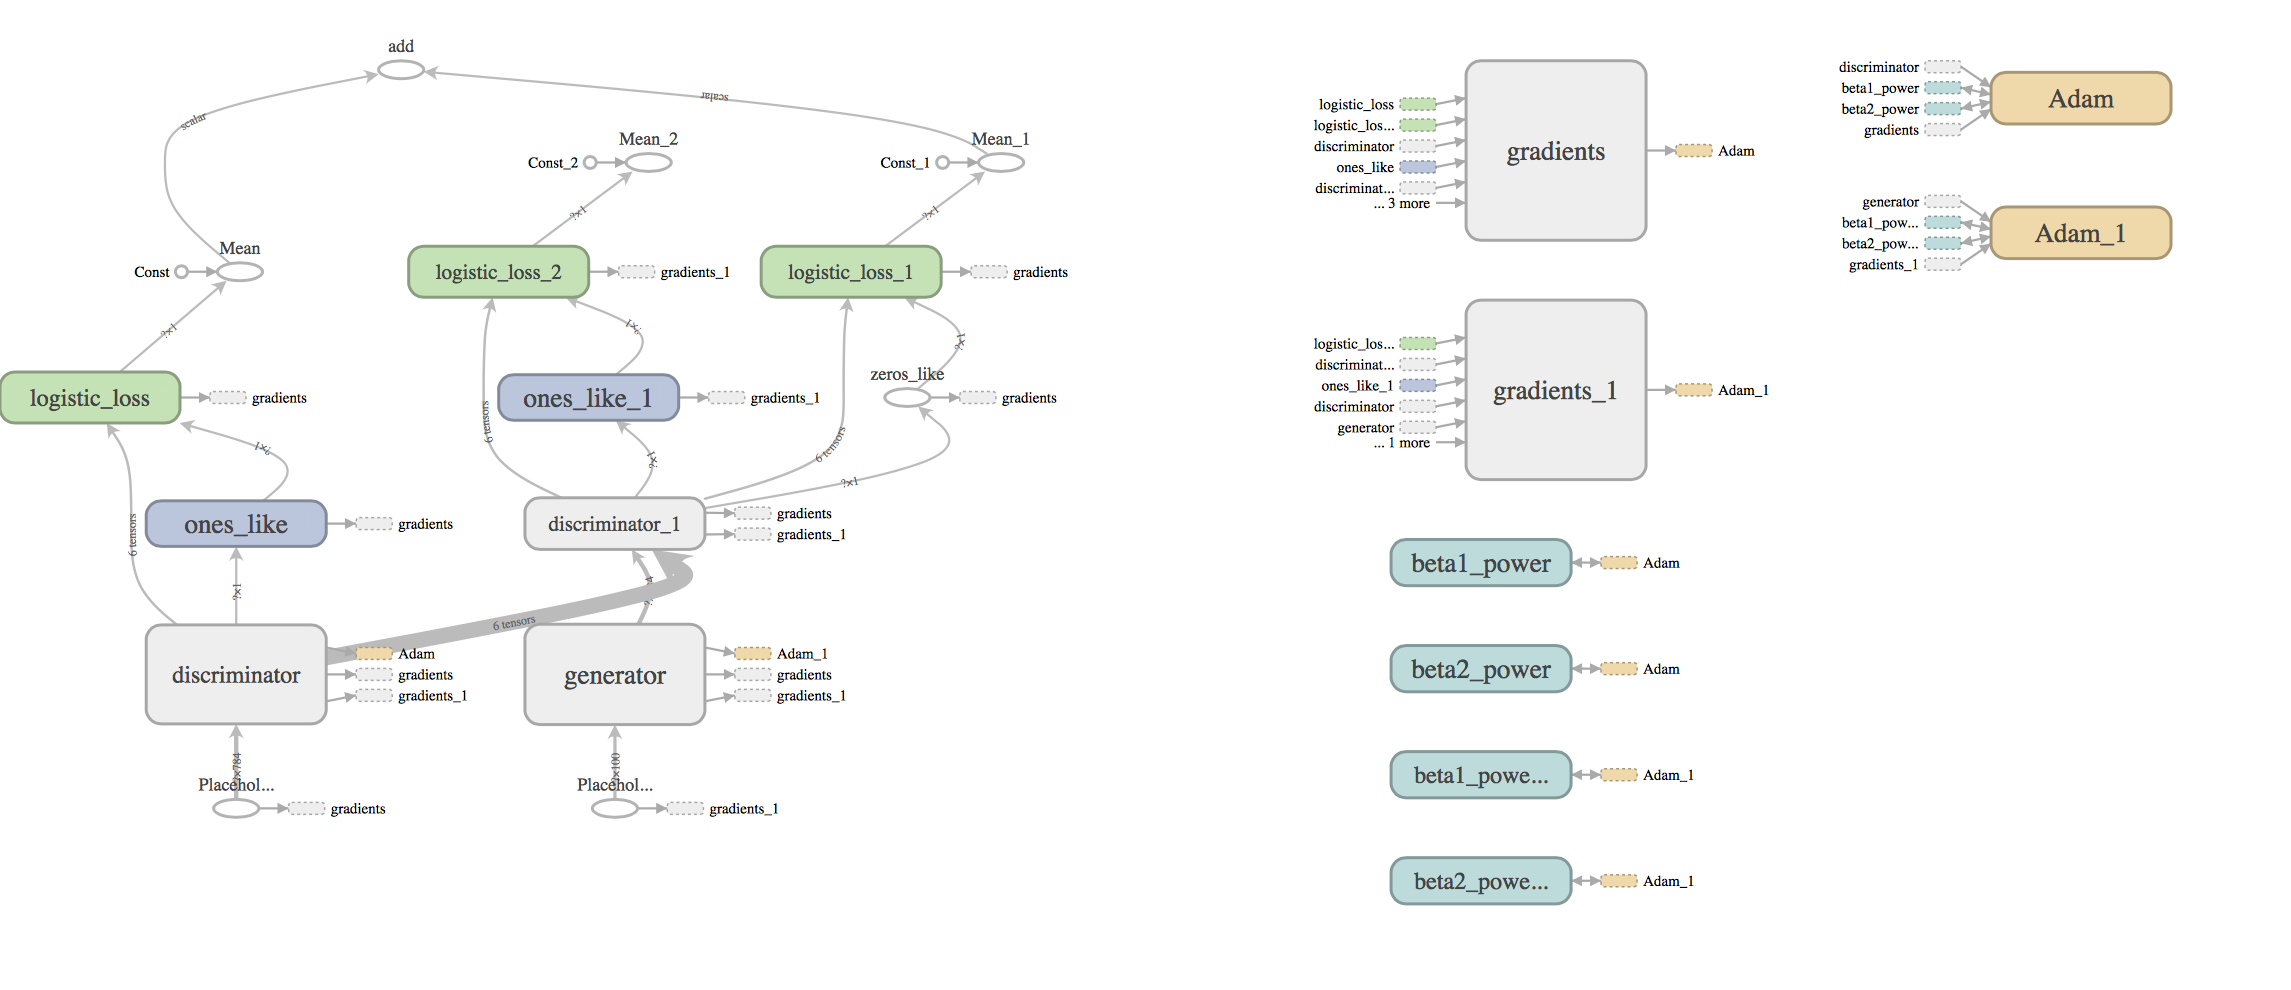 add
scalar
scalar
Mean_2
Const_2
Mean_1
Const_1
?×1
?×1
Mean
Const
logistic_loss_2
gradients_1
logistic_loss_1
gradients
?×1
?×1
?×1
zeros_like
logistic_loss
gradients
ones_like_1
gradients_1
gradients
6 tensors
6 tensors
?×1
?×1
?×1
ones_like
gradients
discriminator_1
gradients
gradients_1
6 tensors
?×1
6 tensors
discriminator
Adam
gradients
gradients_1
generator
Adam_1
gradients
gradients_1
?×784
Placehol...
gradients
?×100
Placehol...
gradients_1
logistic_loss
logistic_los...
discriminator
ones_like
discriminat...
... 3 more
gradients
Adam
discriminator
beta1_power
beta2_power
gradients
Adam
generator
beta1_pow...
beta2_pow...
gradients_1
Adam_1
logistic_los...
discriminat...
ones_like_1
discriminator
generator
... 1 more
gradients_1
Adam_1
beta1_power
Adam
beta2_power
Adam
beta1_powe...
Adam_1
beta2_powe...
Adam_1